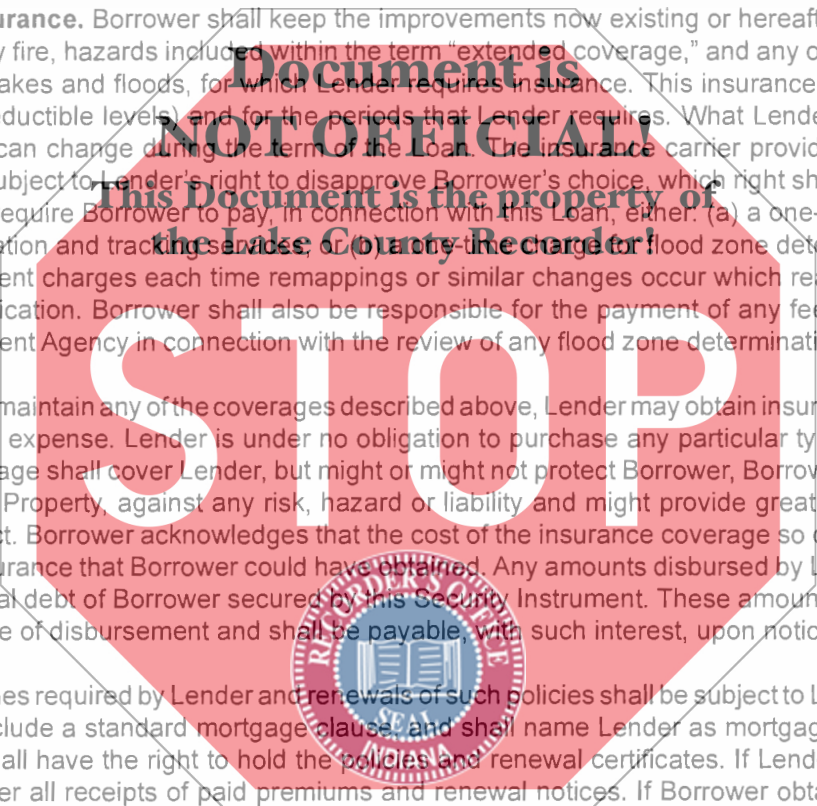 urance. Borrower shall keep the improvements now existing or hereaft
y fire, hazards included within the term “extended coverage,” and any o
Document is
akes and floods, for which Lender requires insurance. This insurance
eductible levels) and for the periods that Lender requires. What Lende
NOT OFFICIAL!
can change during the term of the Loan. The insurance carrier provid
ubject to Lender's right to disapprove Borrower's choice, which right sh
This Document is the property of
equire Borrower to pay, in connection with this Loan, either: (a) a one-
the Lake County Recorder!
ation and tracking services; or (b) a one-time charge for flood zone dete
ent charges each time remappings or similar changes occur which rea
ication. Borrower shall also be responsible for the payment of any fee
ent Agency in connection with the review of any flood zone determinati
STOP
maintain any of the coverages described above, Lender may obtain insur
expense. Lender is under no obligation to purchase any particular ty
age shall cover Lender, but might or might not protect Borrower, Borrow
Property, against any risk, hazard or liability and might provide great
ct. Borrower acknowledges that the cost of the insurance coverage so o
urance that Borrower could have obtained. Any amounts disbursed by L
al debt of Borrower secured by this Security Instrument. These amoun
e of disbursement and shall be payable, with such interest, upon notic
RECORDER'S OFFICE
SEAL
INDIANA
es required by Lender and renewals of such policies shall be subject to L
clude a standard mortgage clause, and shall name Lender as mortgag
all have the right to hold the policies and renewal certificates. If Lend
er all receipts of paid premiums and renewal notices. If Borrower obta